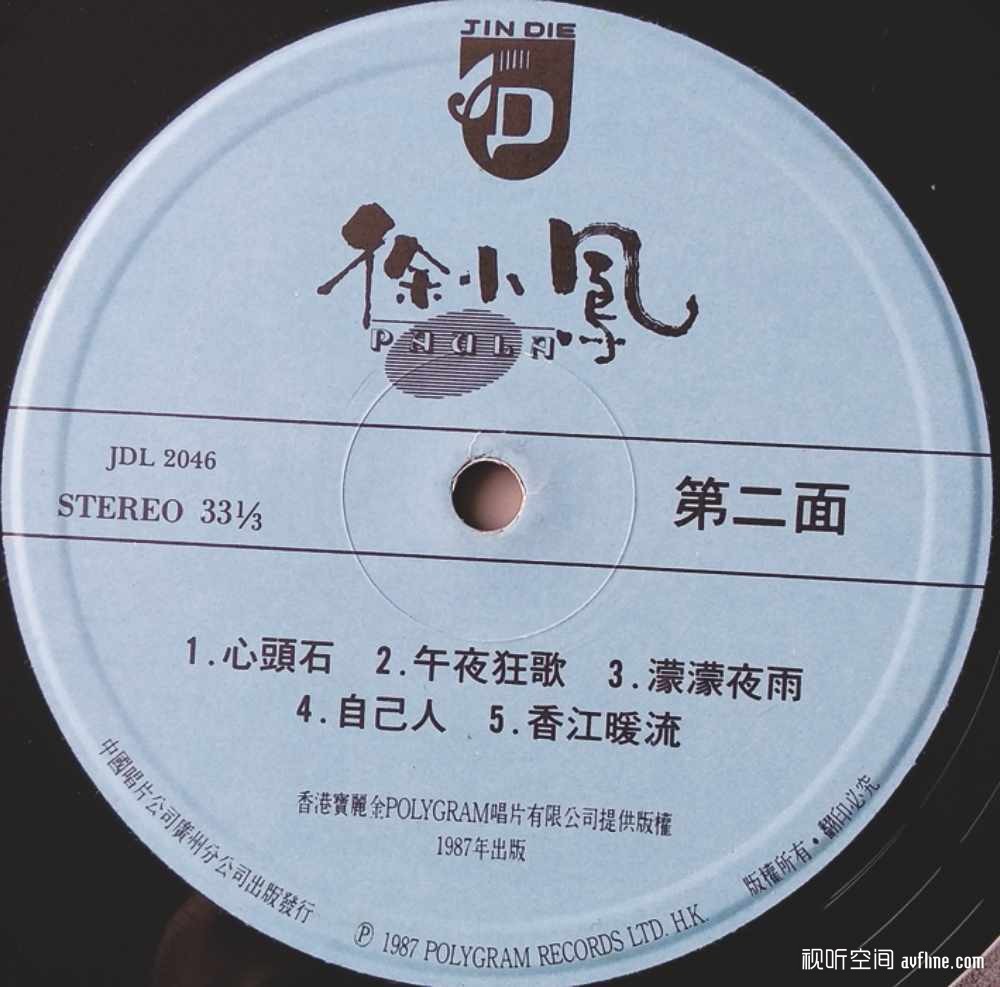 JIN DIE
JD
徐小鳳
PAULA
JDL 2046
STEREO 33⅓
第二面
1.心頭石 2.午夜狂歌 3.濛濛夜雨
4.自己人 5.香江暖流
香港寶麗金POLYGRAM唱片有限公司提供版權
1987年出版
中國唱片公司廣州分公司出版發行
Ⓟ 1987 POLYGRAM RECORDS LTD. H.K.
版權所有·翻印必究
视听空间 avfline.com